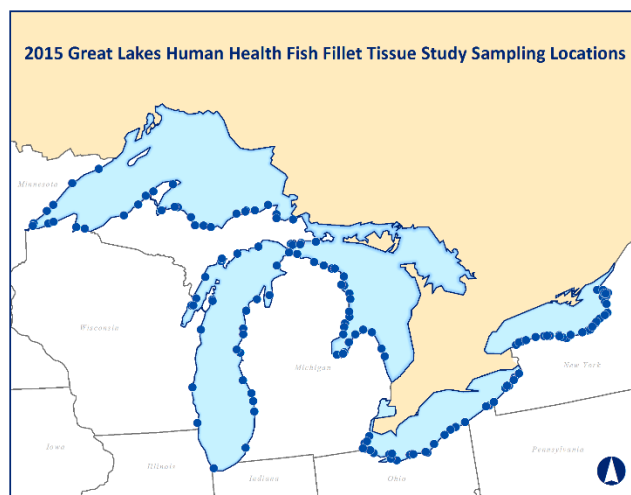 2015 Great Lakes Human Health Fish Fillet Tissue Study Sampling Locations
Minnesota
Wisconsin
Michigan
New York
Iowa
Illinair
Indiana
Ohio
Pennsylvania